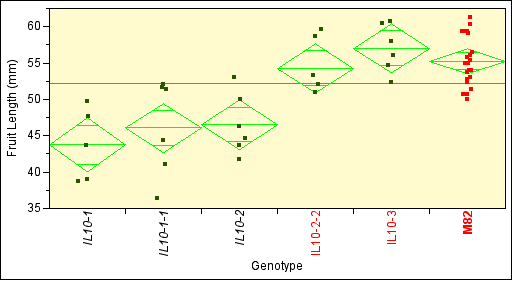 Fruit Length (mm)
60
55
50
45
40
35
IL10-1
IL10-1-1
IL10-2
IL10-2-2
IL10-3
M82
Genotype